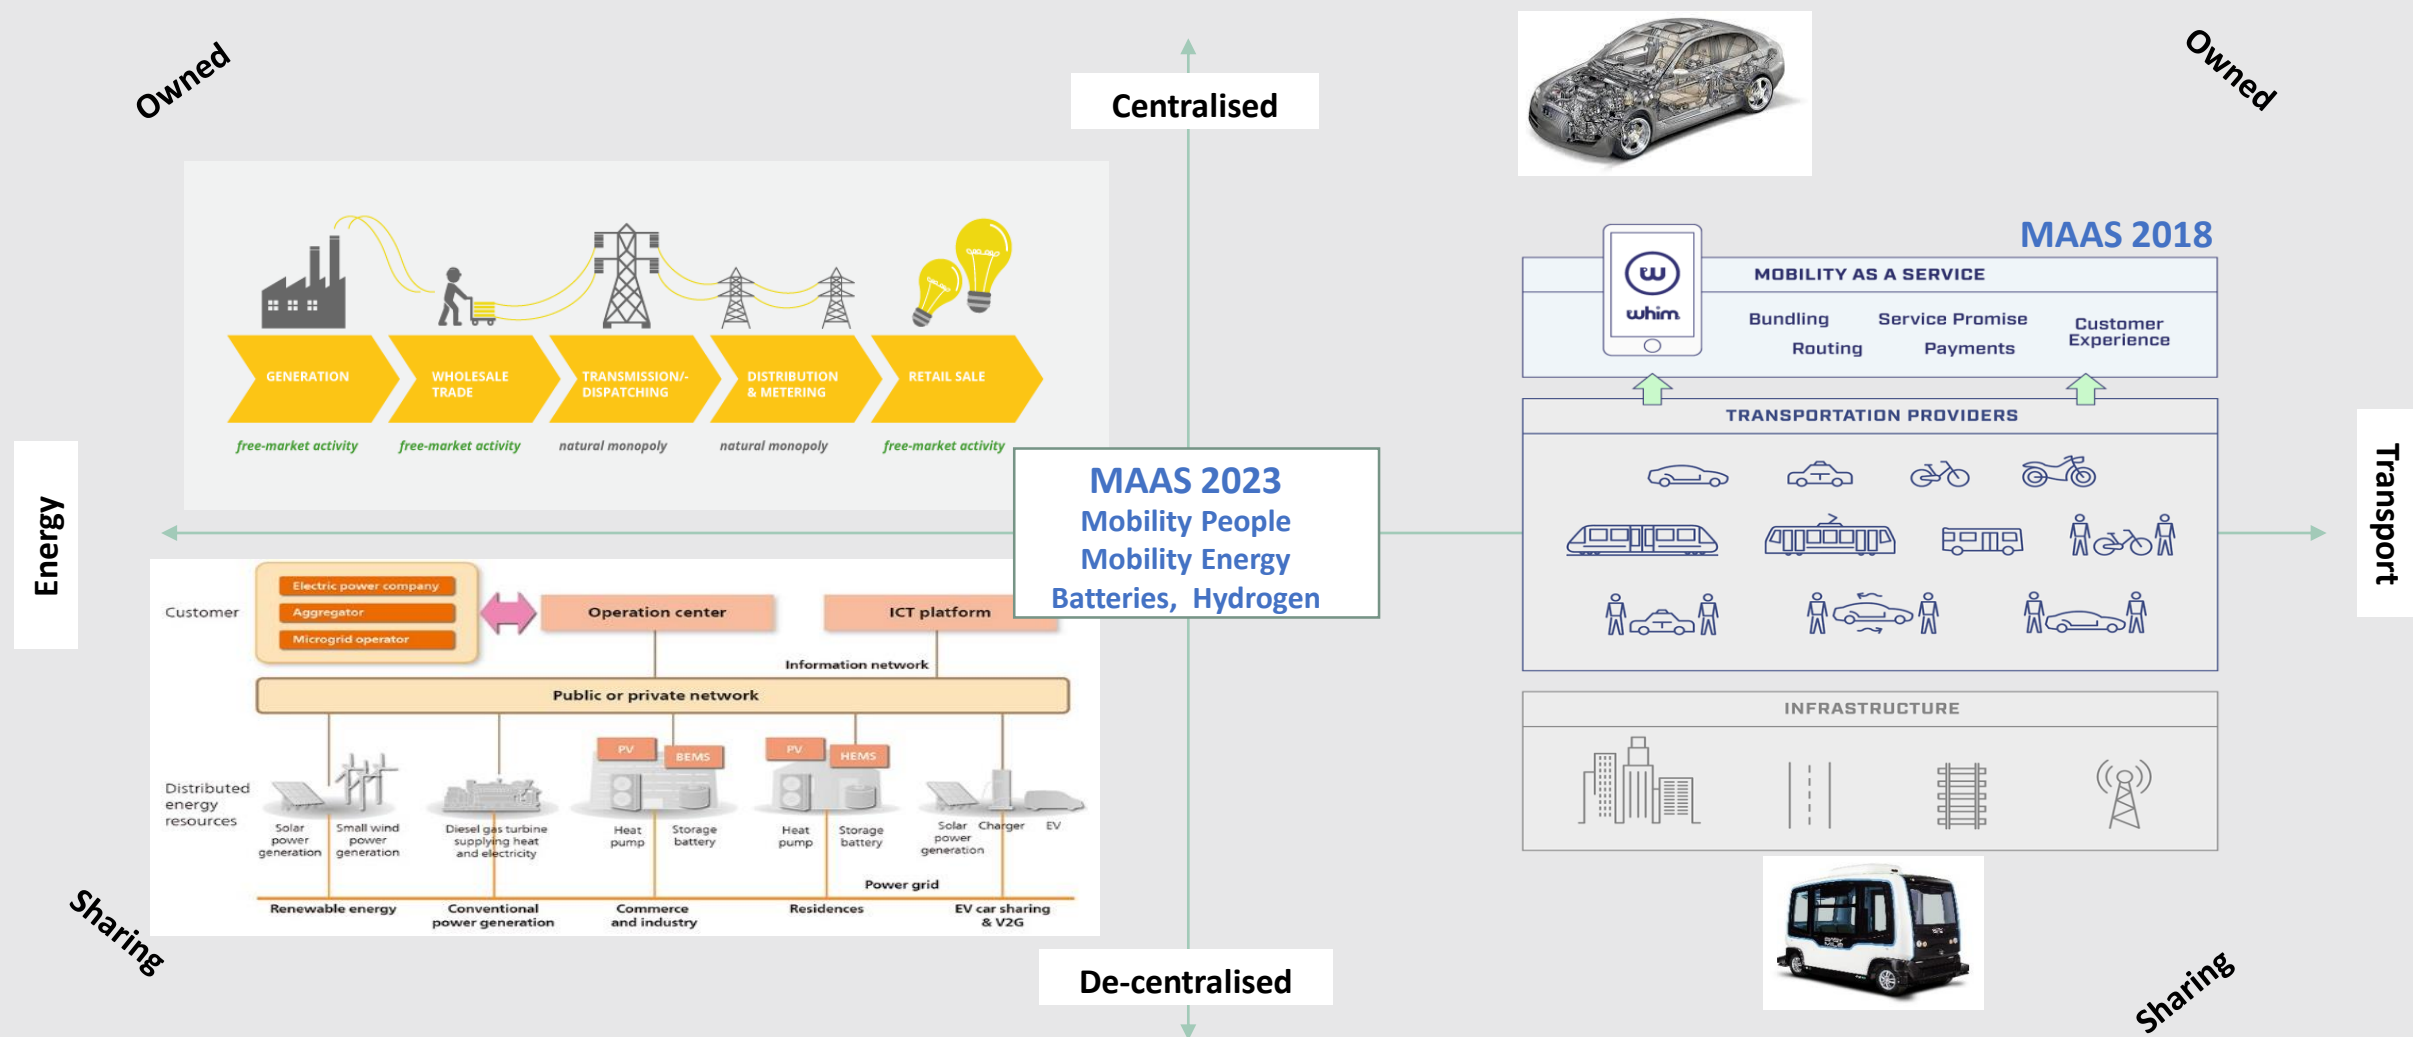 Owned
Owned
Centralised
MAAS 2018
MOBILITY AS A SERVICE
whim
Bundling
Service Promise
Customer
Experience
Routing
Payments
GENERATION
WHOLESALE
TRADE
TRANSMISSION/-
DISPATCHING
DISTRIBUTION
& METERING
RETAIL SALE
free-market activity
free-market activity
natural monopoly
natural monopoly
free-market activity
TRANSPORTATION PROVIDERS
Energy
Transport
MAAS 2023
Mobility People
Mobility Energy
Batteries, Hydrogen
Customer
Electric power company
Aggregator
Microgrid operator
Operation center
ICT platform
Information network
Public or private network
INFRASTRUCTURE
PV
BEMS
PV
HEMS
Distributed
energy
resources
Solar
power
generation
Small wind
power
generation
Diesel gas turbine
supplying heat
and electricity
Heat
pump
Storage
battery
Heat
pump
Storage
battery
Solar
power
generation
Charger
EV
Power grid
Renewable energy
Conventional
power generation
Commerce
and industry
Residences
EV car sharing
& V2G
Sharing
De-centralised
Sharing